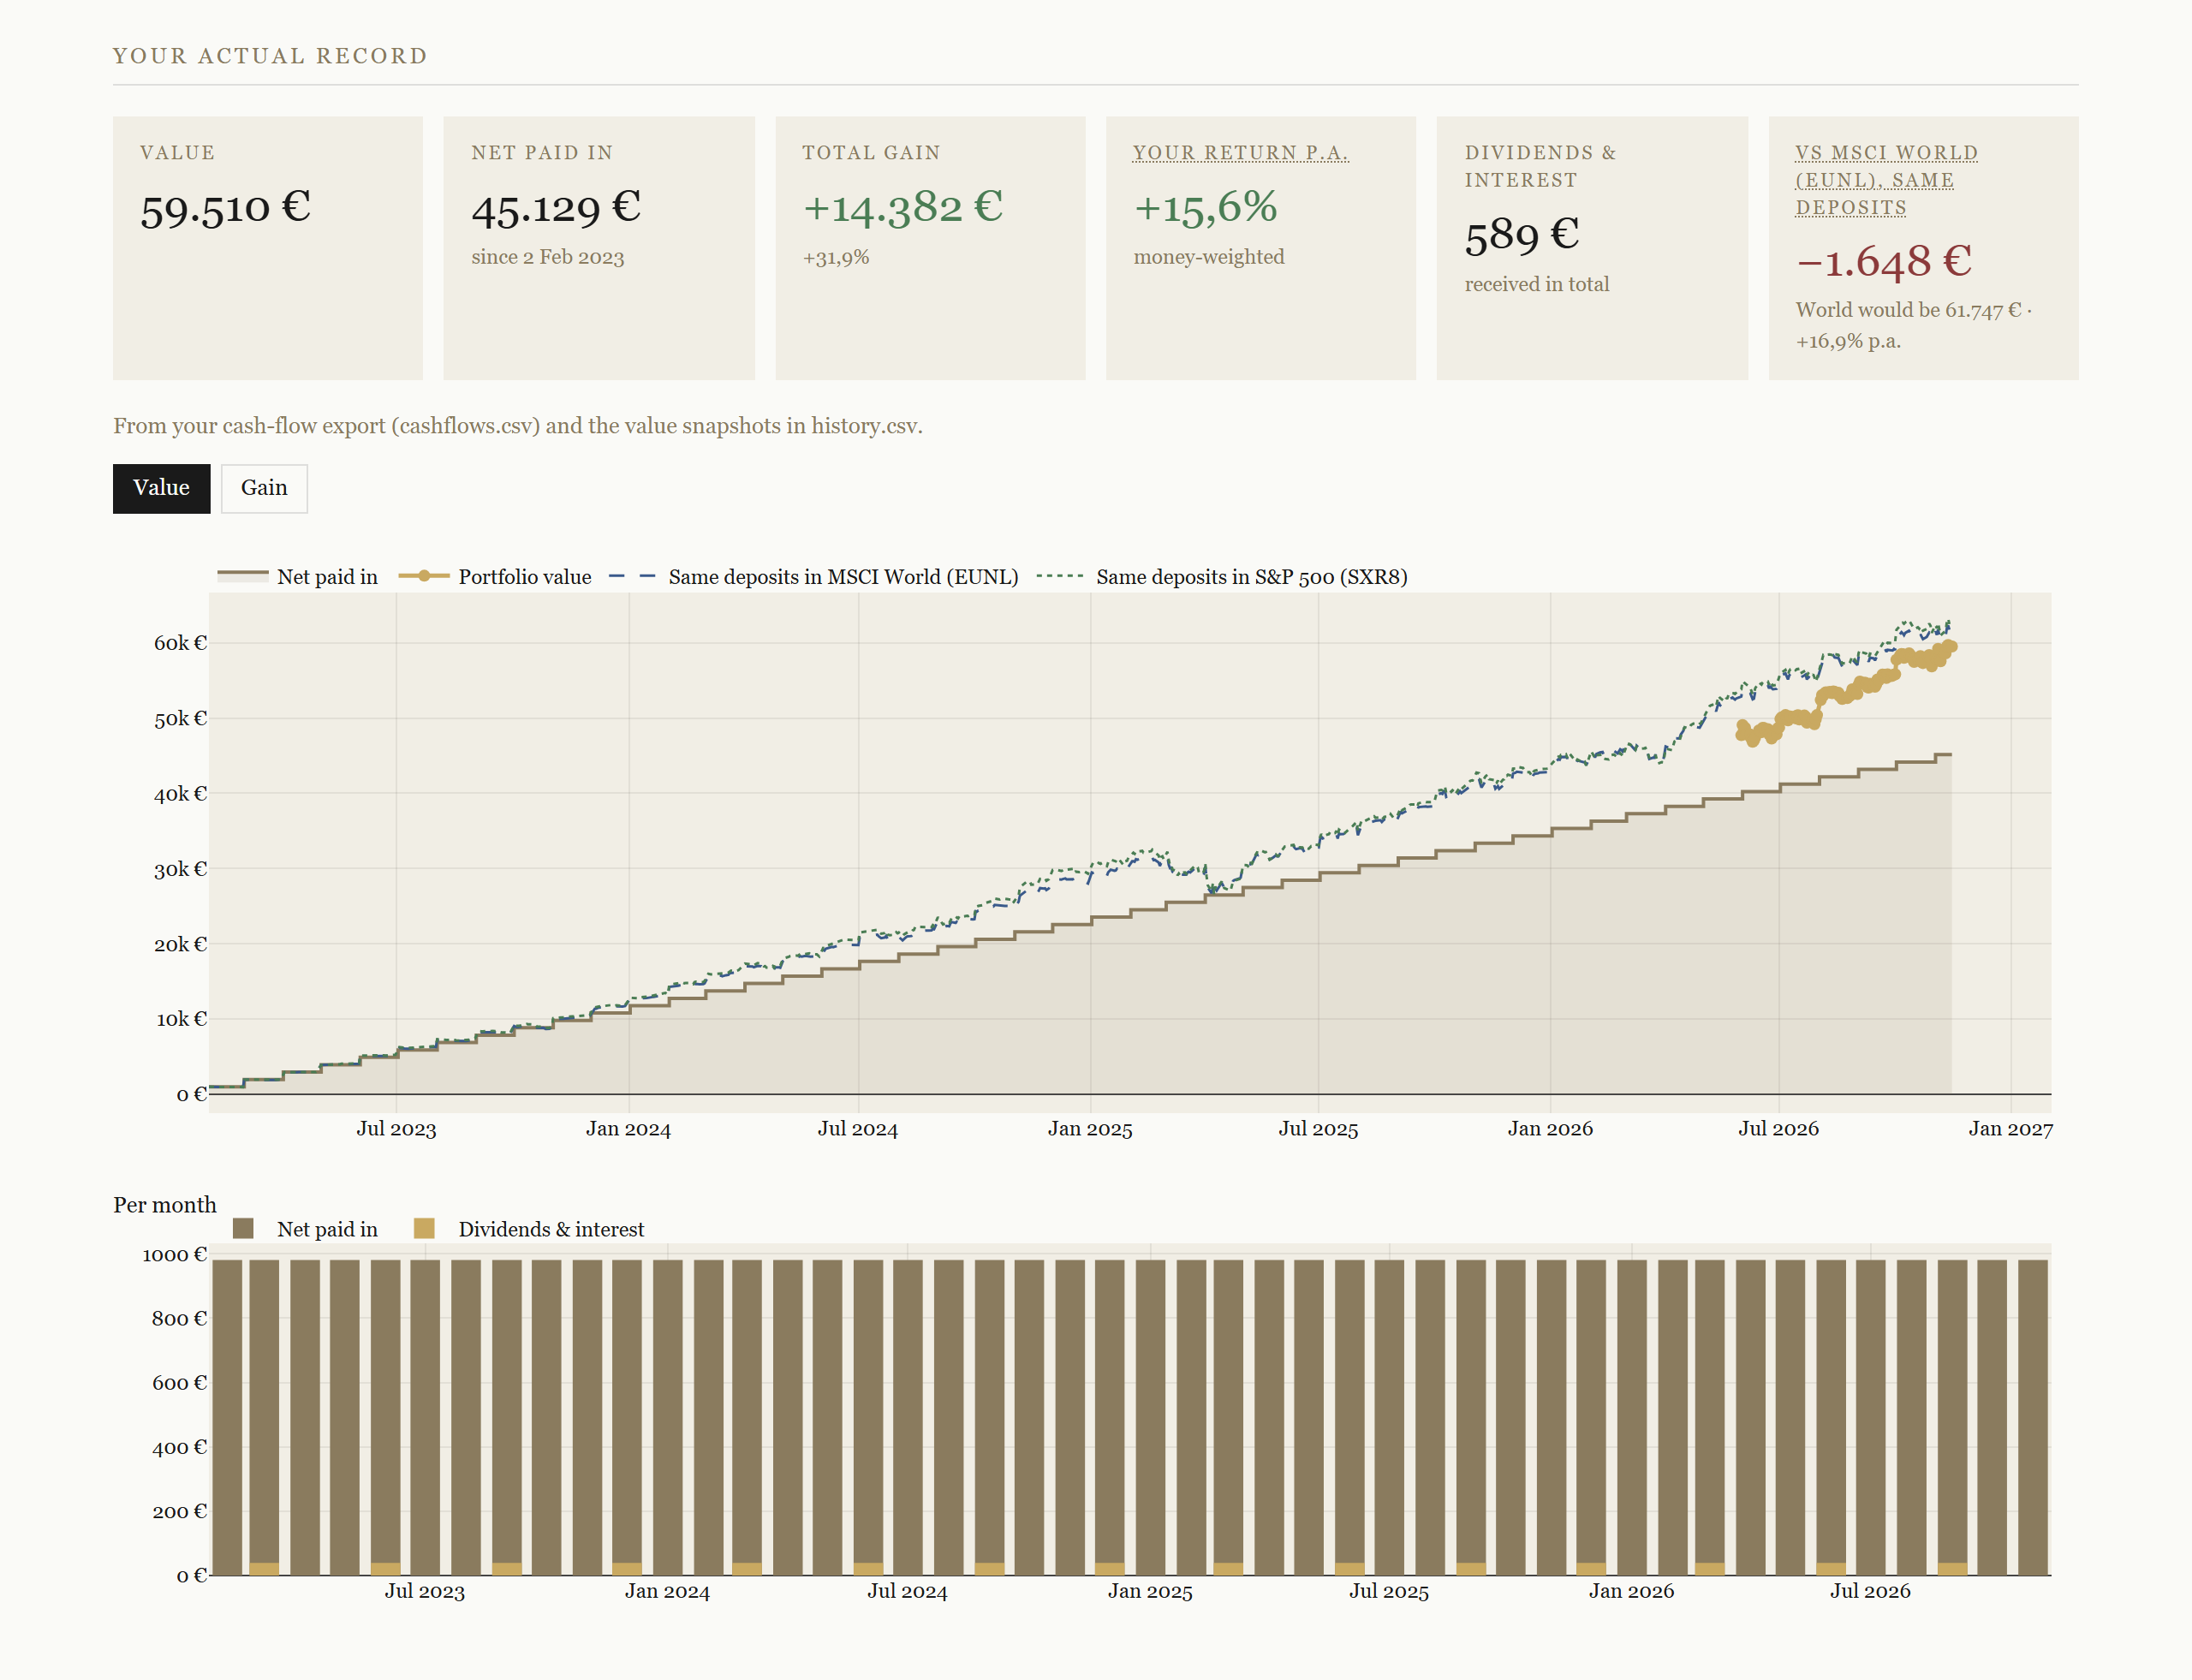 YOUR ACTUAL RECORD
VALUE
59.510 €
NET PAID IN
45.129 €
since 2 Feb 2023
TOTAL GAIN
+14.382 €
+31,9%
YOUR RETURN P.A.
+15,6%
money-weighted
DIVIDENDS &
INTEREST
589 €
received in total
VS MSCI WORLD
(EUNL), SAME
DEPOSITS
−1.648 €
World would be 61.747 € ·
+16,9% p.a.
From your cash-flow export (cashflows.csv) and the value snapshots in history.csv.
Value
Gain
Net paid in
Portfolio value
Same deposits in MSCI World (EUNL)
Same deposits in S&P 500 (SXR8)
60k €
50k €
40k €
30k €
20k €
10k €
0 €
Jul 2023
Jan 2024
Jul 2024
Jan 2025
Jul 2025
Jan 2026
Jul 2026
Jan 2027
Per month
Net paid in
Dividends & interest
1000 €
800 €
600 €
400 €
200 €
0 €
Jul 2023
Jan 2024
Jul 2024
Jan 2025
Jul 2025
Jan 2026
Jul 2026